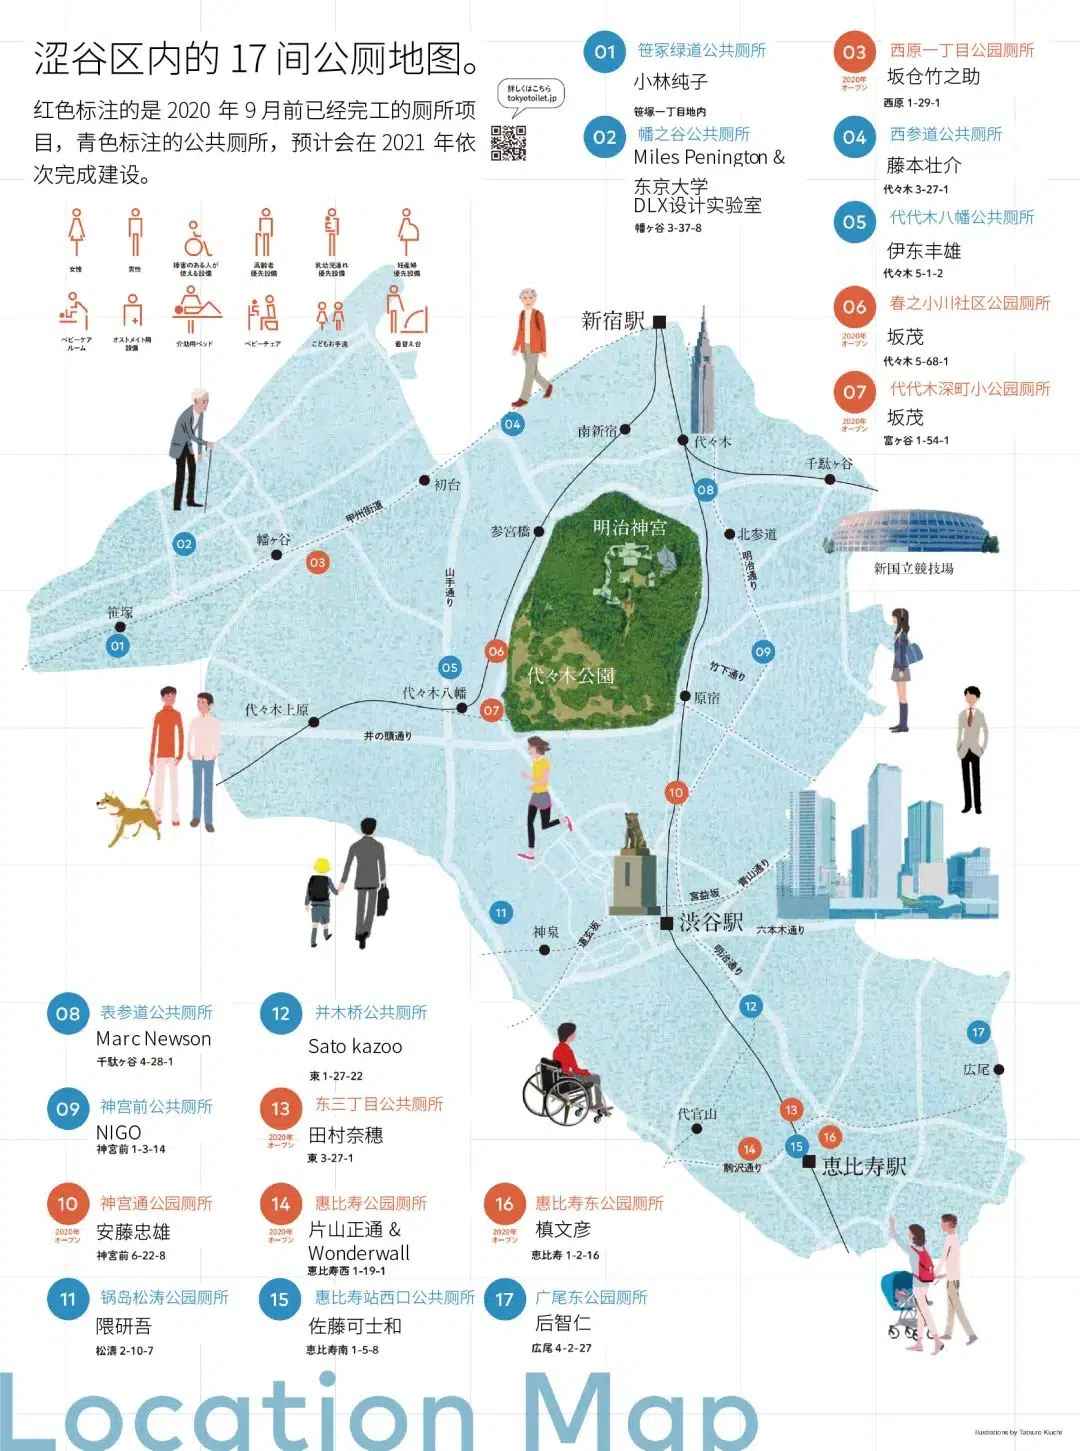 涩谷区内的 17 间公厕地图。
红色标注的是 2020 年 9 月前已经完工的厕所项
目，青色标注的公共厕所，预计会在 2021 年依
次完成建设。
詳しくはこちら
tokyotoilet.jp
01 笹冢绿道公共厕所
小林纯子
笹塚一丁目地内
02 幡之谷公共厕所
Miles Penington &
东京大学
DLX设计实验室
幡ヶ谷 3-37-8
03 西原一丁目公园厕所
2020年
オープン
坂仓竹之助
西原 1-29-1
04 西参道公共厕所
藤本壮介
代々木 3-27-1
05 代代木八幡公共厕所
伊东丰雄
代々木 5-1-2
06 春之小川社区公园厕所
2020年
オープン
坂茂
代々木 5-68-1
07 代代木深町小公园厕所
2020年
オープン
坂茂
富ヶ谷 1-54-1
女性
男性
障害のある人が
使える設備
高齢者
優先設備
乳幼児連れ
優先設備
妊産婦
優先設備
ベビーケア
ルーム
オストメイト用
設備
介助用ベッド
ベビーチェア
こどもお手洗
着替え台
新宿駅
04
南新宿
代々木
千駄ヶ谷
初台
08
甲州街道
参宮橋
明治神宮
北参道
02
幡ヶ谷
03
明治通り
新国立競技場
山手通り
笹塚
01
06
09
05
代々木公園
竹下通り
代々木八幡
原宿
代々木上原
07
井の頭通り
10
青山通り
宮益坂
11
神泉
道玄坂
渋谷駅
六本木通り
明治通り
12
17
広尾
代官山
13
16
14
15
駒沢通り
恵比寿駅
08 表参道公共厕所
Marc Newson
千駄ヶ谷 4-28-1
09 神宫前公共厕所
NIGO
神宮前 1-3-14
10 神宫通公园厕所
2020年
オープン
安藤忠雄
神宮前 6-22-8
11 锅岛松涛公园厕所
隈研吾
松濤 2-10-7
12 并木桥公共厕所
Sato kazoo
東 1-27-22
13 东三丁目公共厕所
2020年
オープン
田村奈穗
東 3-27-1
14 惠比寿公园厕所
2020年
オープン
片山正通 &
Wonderwall
恵比寿西 1-19-1
15 惠比寿站西口公共厕所
佐藤可士和
恵比寿南 1-5-8
16 惠比寿东公园厕所
2020年
オープン
槙文彦
恵比寿 1-2-16
17 广尾东公园厕所
后智仁
広尾 4-2-27
Location Map
illustrations by Tatsuro Kiuchi